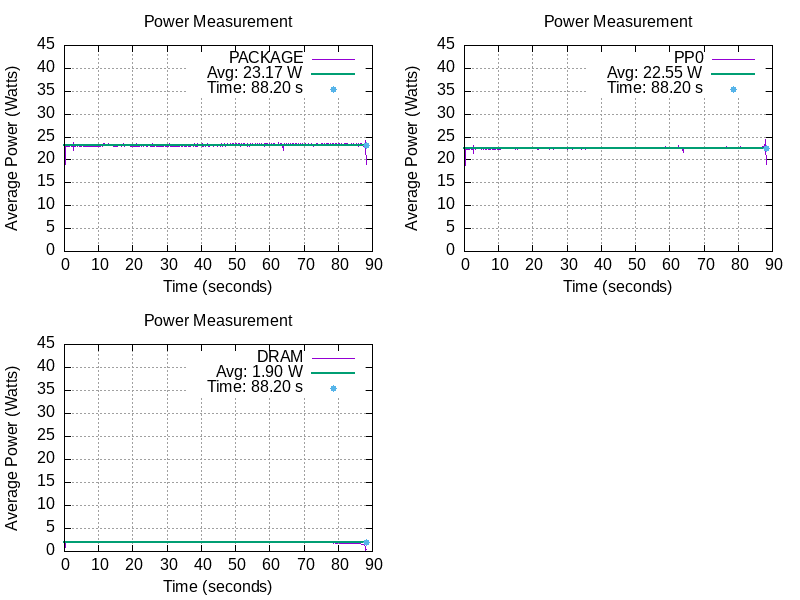 Power Measurement
45
40
35
30
25
20
15
10
5
0
Average Power (Watts)
PACKAGE
Avg: 23.17 W
Time: 88.20 s
0 10 20 30 40 50 60 70 80 90
Time (seconds)
Power Measurement
45
40
35
30
25
20
15
10
5
0
Average Power (Watts)
PP0
Avg: 22.55 W
Time: 88.20 s
0 10 20 30 40 50 60 70 80 90
Time (seconds)
Power Measurement
45
40
35
30
25
20
15
10
5
0
Average Power (Watts)
DRAM
Avg: 1.90 W
Time: 88.20 s
0 10 20 30 40 50 60 70 80 90
Time (seconds)